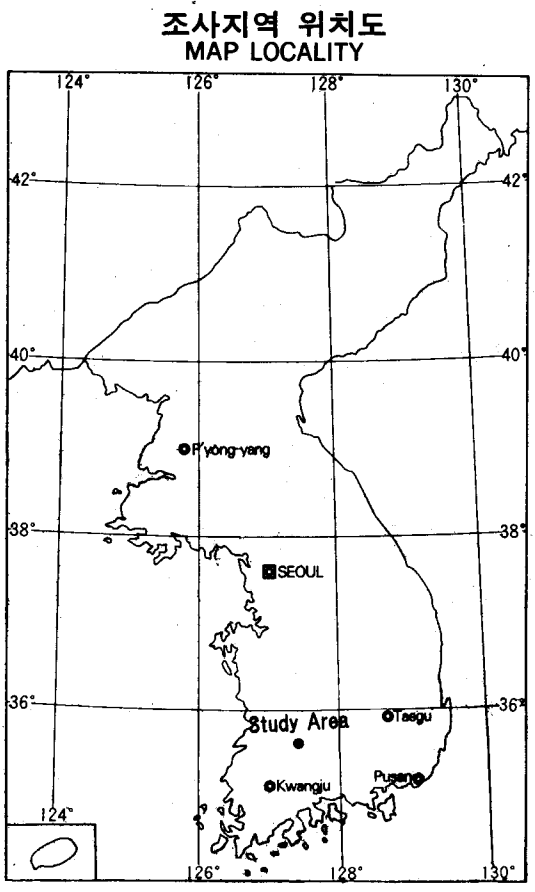 조사지역 위치도
MAP LOCALITY
124° 126° 128° 130°
42° 42°
40° 40°
P'yŏng-yang
38° 38°
SEOUL
36° 36°
Study Area
Taegu
Kwangju
Pusan
124°
126° 128° 130°